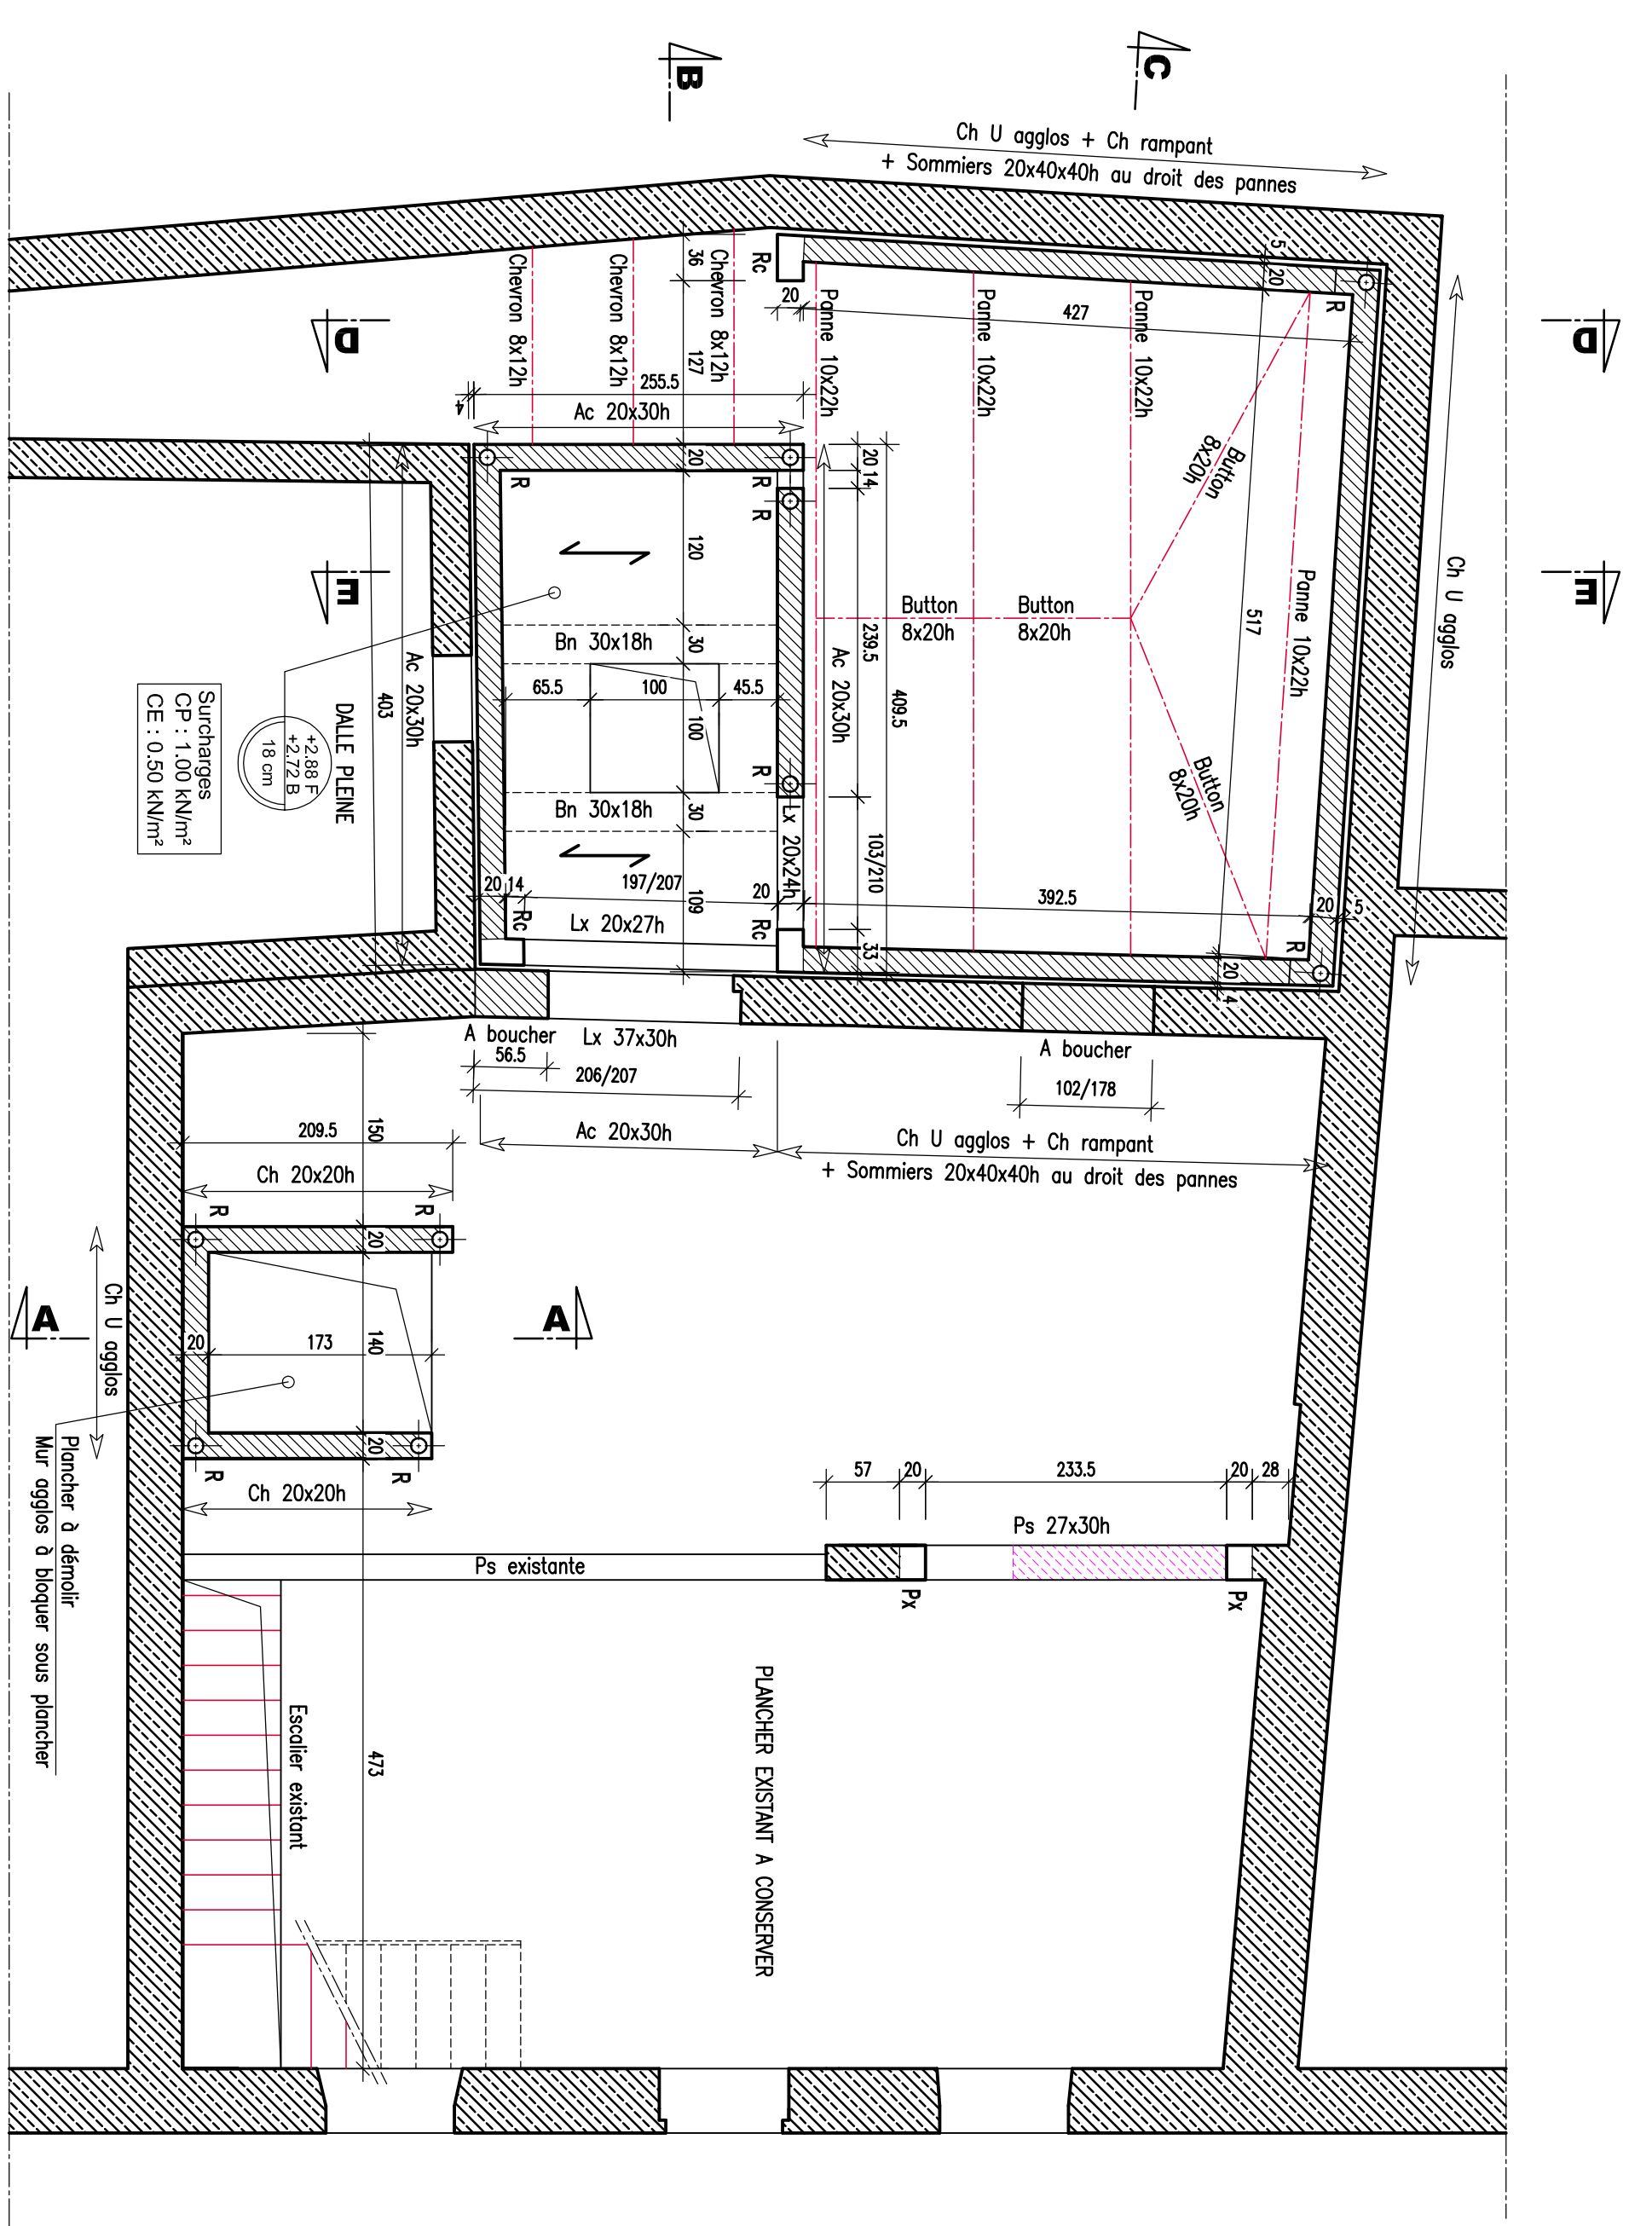 B
C
Ch U agglos + Ch rampant
+ Sommiers 20x40x40h au droit des pannes
D
D
E
E
Ch U agglos
5
20
R
427
Rc
36
20
127
Chevron 8x12h
Chevron 8x12h
Chevron 8x12h
Panne 10x22h
Panne 10x22h
Panne 10x22h
Panne 10x22h
255.5
4
Ac 20x30h
Button
8x20h
Button
8x20h
Button
8x20h
Button
8x20h
517
20
20 14
R
R
R
120
239.5
409.5
Ac 20x30h
Bn 30x18h
30
65.5
100
45.5
100
R
Bn 30x18h
30
Lx 20x24h
103/210
20 14
197/207
20
109
Rc
Lx 20x27h
Rc
33
392.5
20
5
R
20
4
Ac 20x30h
403
DALLE PLEINE
+2.88 F
+2.72 B
18 cm
Surcharges
CP : 1.00 kN/m²
CE : 0.50 kN/m²
A boucher
Lx 37x30h
56.5
206/207
A boucher
102/178
Ac 20x30h
Ch U agglos + Ch rampant
+ Sommiers 20x40x40h au droit des pannes
150
209.5
Ch 20x20h
R
R
20
A
A
Ch U agglos
20
173
140
20
R
R
Ch 20x20h
Plancher à démolir
Mur agglos à bloquer sous plancher
57
20
233.5
20
28
Ps 27x30h
Ps existante
Px
Px
PLANCHER EXISTANT A CONSERVER
Escalier existant
473